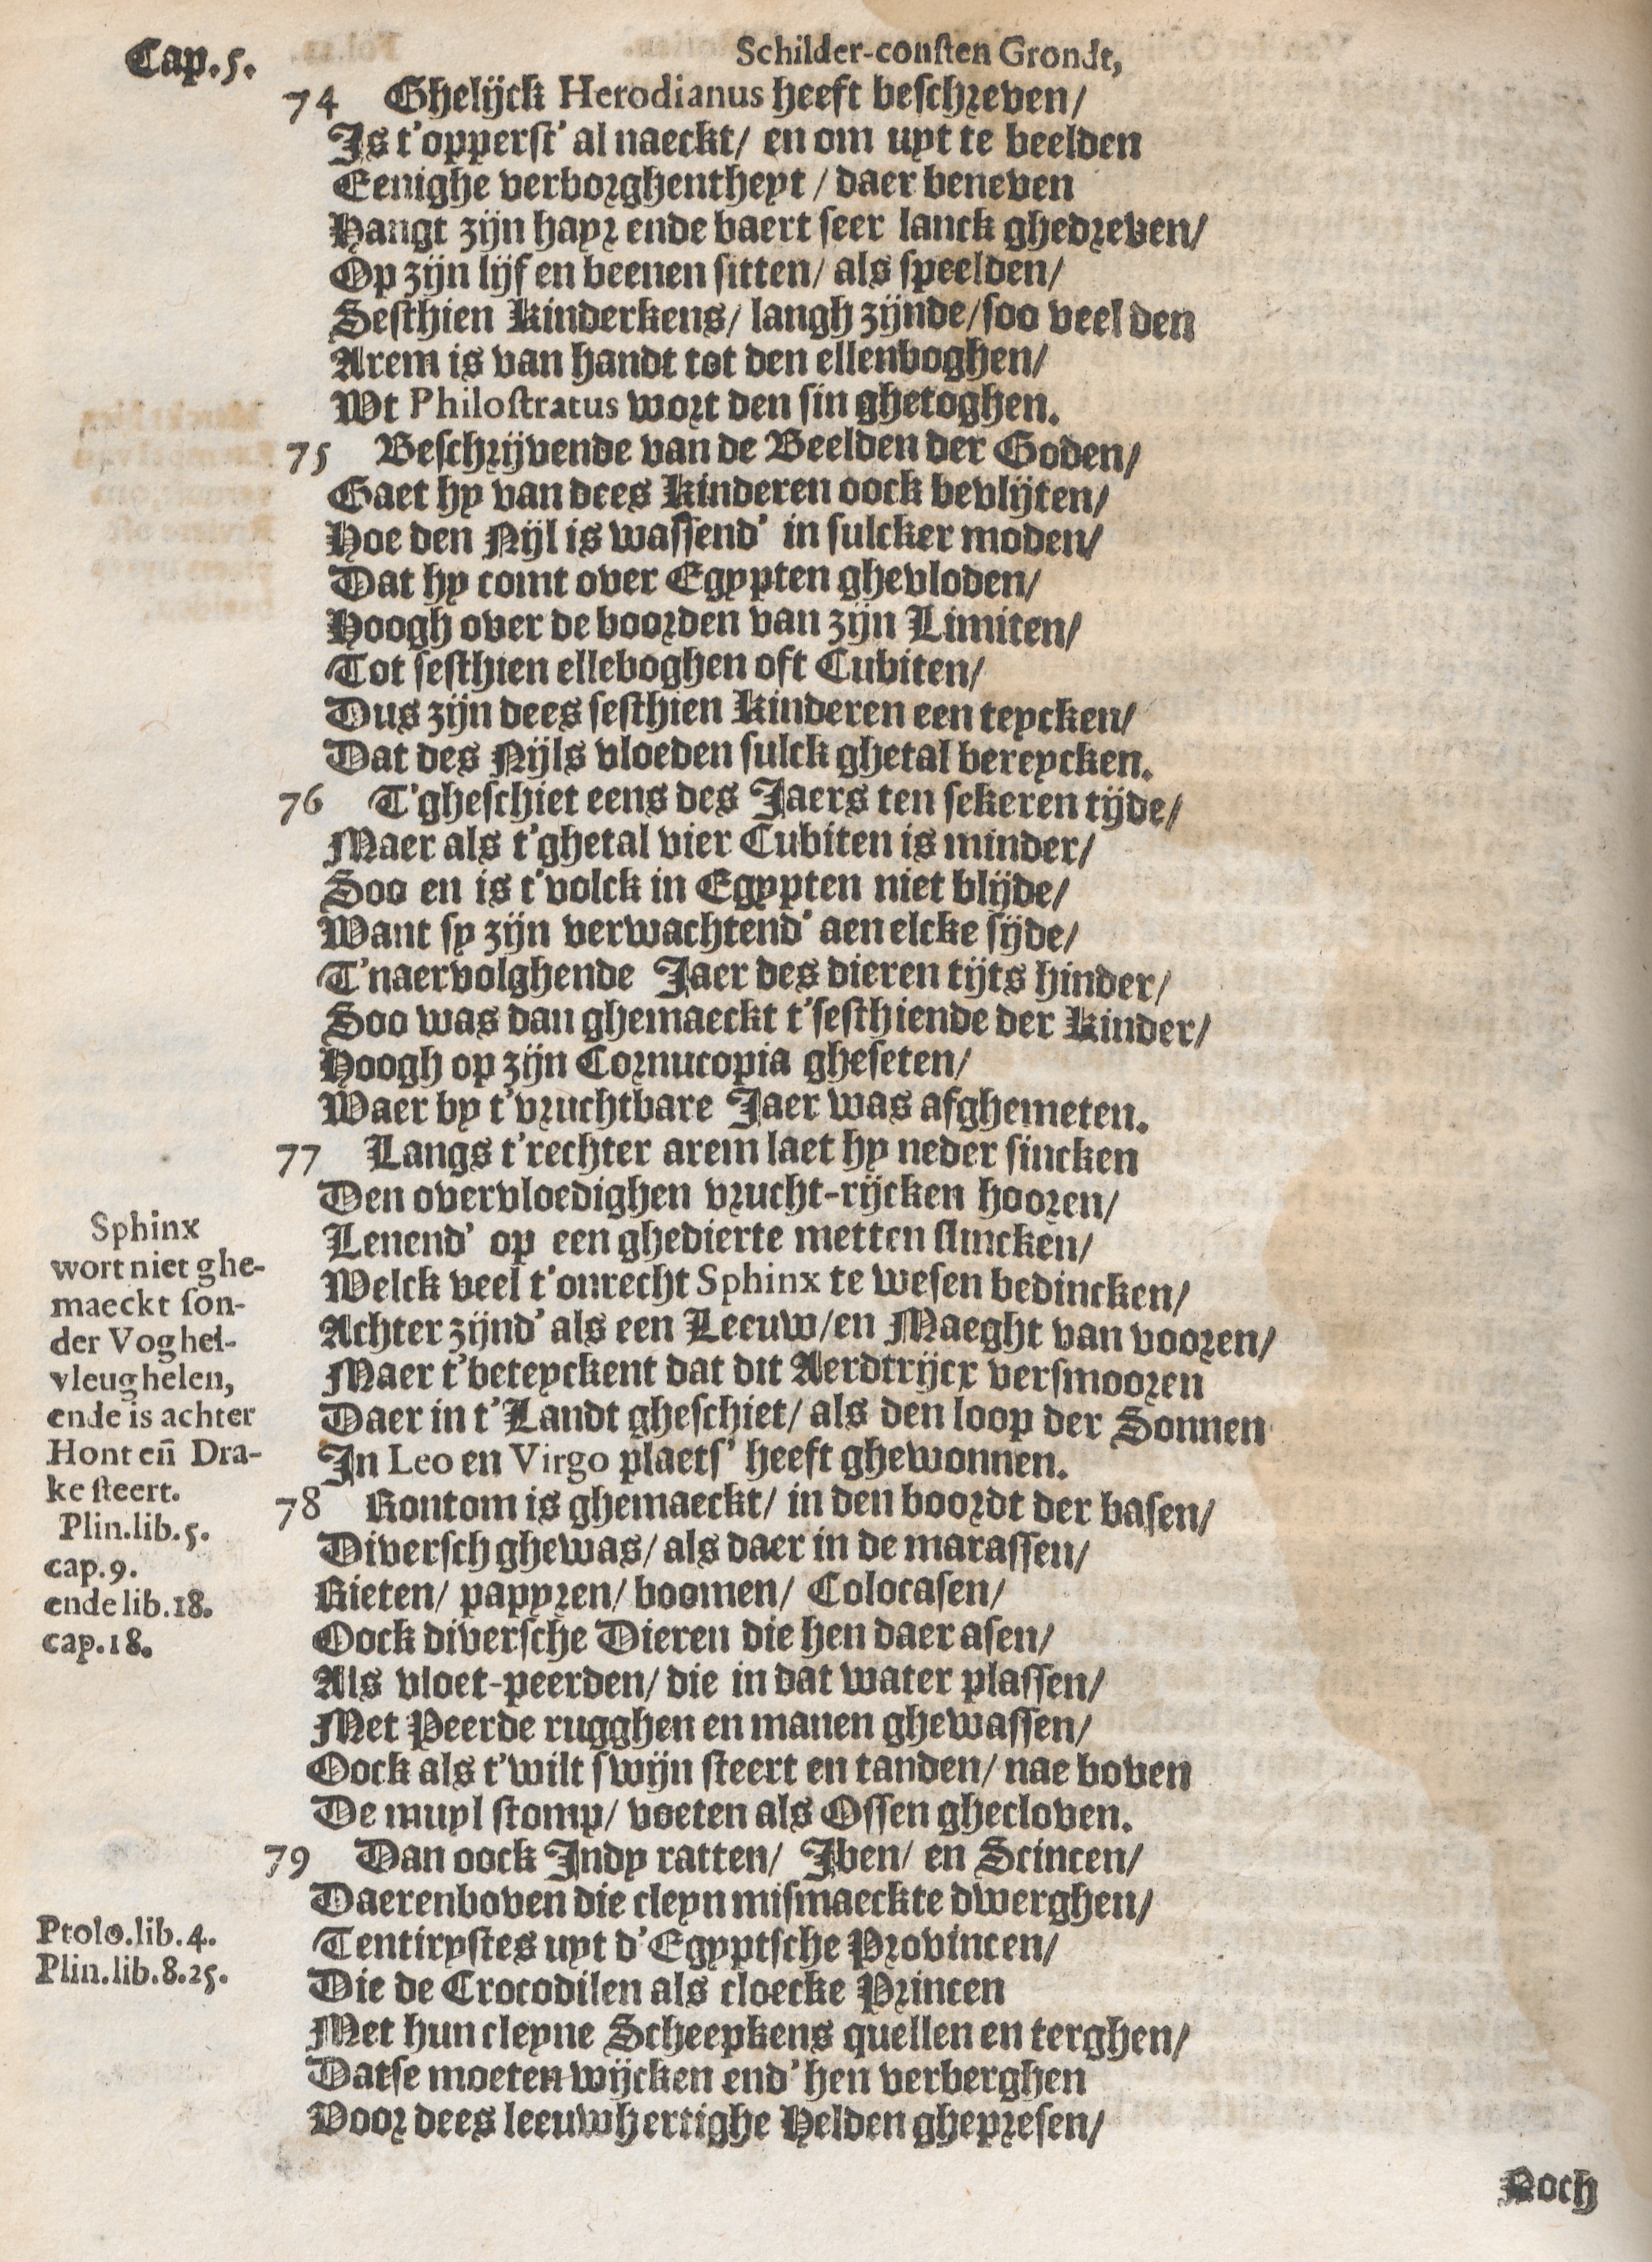 Cap.5.
Schilder-consten Grondt,
74 Ghelijck Herodianus heeft beschreven/
Is t'opperst' al naeckt/ en om uyt te beelden
Eenighe verborghentheyt / daer beneven
Hangt zijn hayr ende baert seer lanck ghedreven/
Op zijn lijf en beenen sitten/ als speelden/
Sesthien kinderkens/ langh zijnde/soo veel den
Arem is van handt tot den ellenboghen/
Wt Philostratus wort den sin ghetoghen.
75 Beschrijvende van de Beelden der Goden/
Gaet hy van dees kinderen oock bevlijten/
Hoe den Nijl is wassend' in sulcker moden/
Dat hy comt over Egypten ghevloden/
Hoogh over de boorden van zijn Limiten/
Tot sesthien elleboghen oft Cubiten/
Dus zijn dees sesthien kinderen een teycken/
Dat des Nijls vloeden sulck ghetal bereycken.
76 T'gheschiet eens des Jaers ten sekeren tijde/
Maer als t'ghetal vier Cubiten is minder/
Soo en is t'volck in Egypten niet blijde/
Want sy zijn verwachtend' aen elcke sijde/
T'naervolghende Jaer des dieren tijts hinder/
Soo was dan ghemaeckt t'sesthiende der kinder/
Hoogh op zijn Cornucopia gheseten/
Waer by t'vruchtbare Jaer was afghemeten.
77 Langs t'rechter arem laet hy neder sincken
Den overvloedighen vrucht-rijcken hooren/
Lenend' op een ghedierte metten slincken/
Welck veel t'onrecht Sphinx te wesen bedincken/
Achter zijnd' als een Leeuw/en Maeght van vooren/
Maer t'beteyckent dat dit Aerdtrijcx versmooren
Daer in t'Landt gheschiet/ als den loop der Sonnen
In Leo en Virgo plaets' heeft ghewonnen.
Sphinx
wort niet ghe-
maeckt son-
der Voghel-
vleughelen,
ende is achter
Hont eñ Dra-
ke steert.
Plin.lib.5.
cap.9.
ende lib.18.
cap.18.
78 Rontom is ghemaeckt/ in den boordt der basen/
Diversch ghewas/ als daer in de marassen/
Rieten/ papyren/ boomen/ Colocasen/
Oock diversche Dieren die hen daer asen/
Als vloet-peerden/ die in dat water plassen/
Met Peerde rugghen en manen ghewassen/
Oock als t'wilt swijn steert en tanden/ nae boven
De muyl stomp/ voeten als Ossen ghecloven.
79 Dan oock Indy ratten/ Iben/ en Scincen/
Daerenboven die cleyn mismaeckte dwerghen/
Tentirystes uyt d'Egyptsche Provincen/
Die de Crocodilen als cloecke Princen
Met hun cleyne Scheepkens quellen en terghen/
Datse moeten wijcken end' hen verberghen
Voor dees leeuwhertighe Helden ghepresen/
Ptolo.lib.4.
Plin.lib.8.25.
Noch